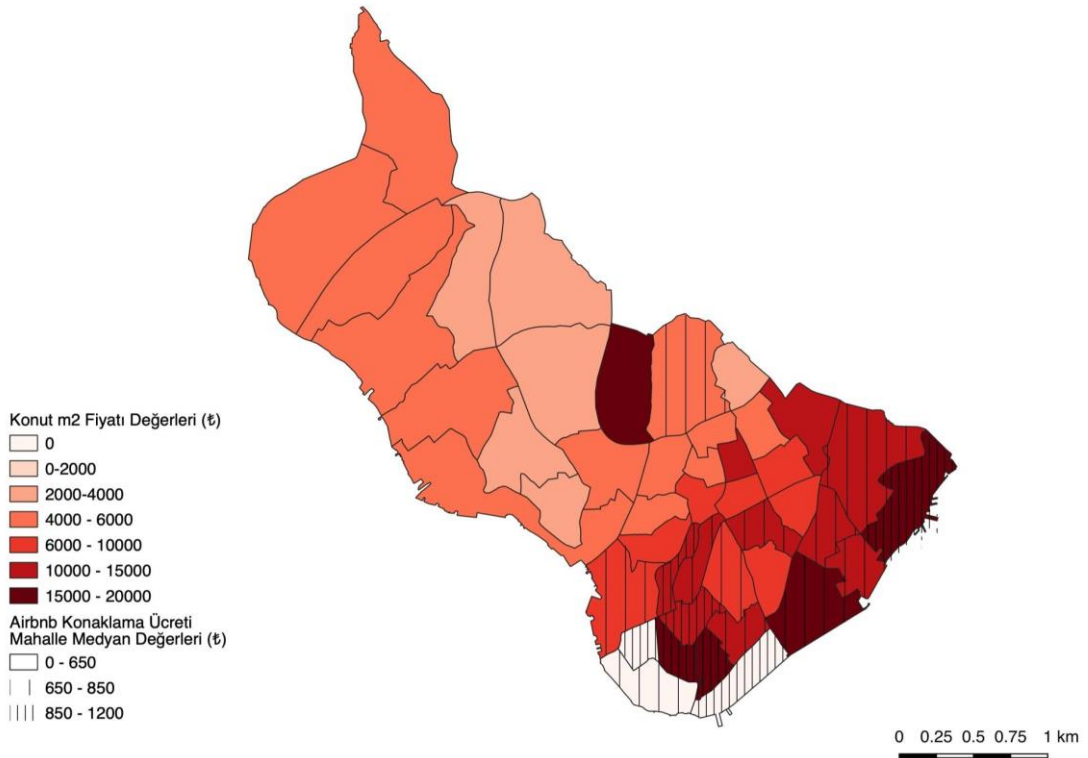 Konut m2 Fiyatı Değerleri (₺)
0
0-2000
2000-4000
4000 - 6000
6000 - 10000
10000 - 15000
15000 - 20000
Airbnb Konaklama Ücreti
Mahalle Medyan Değerleri (₺)
0 - 650
650 - 850
850 - 1200
0 0.25 0.5 0.75 1 km